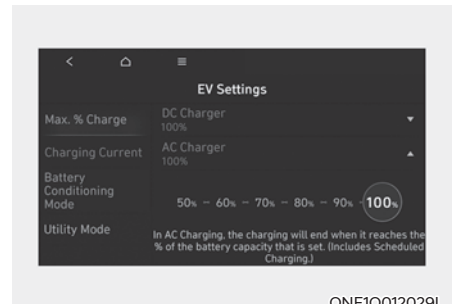 EV Settings
Max. % Charge
DC Charger
100%
Charging Current
AC Charger
100%
Battery
Conditioning
Mode
50% - 60% - 70% - 80% - 90% - 100%
Utility Mode
In AC Charging, the charging will end when it reaches the
% of the battery capacity that is set. (Includes Scheduled
Charging.)
ONE1Q012029L